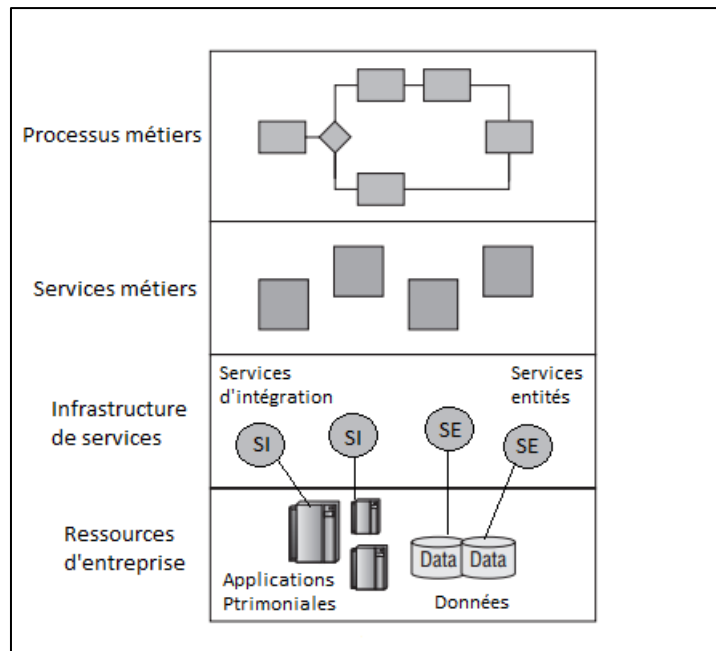 Processus métiers
Services métiers
Services
d'intégration
Services
entités
Infrastructure
de services
SI
SI
SE
SE
Ressources
d'entreprise
Data
Data
Applications
Ptrimoniales
Données